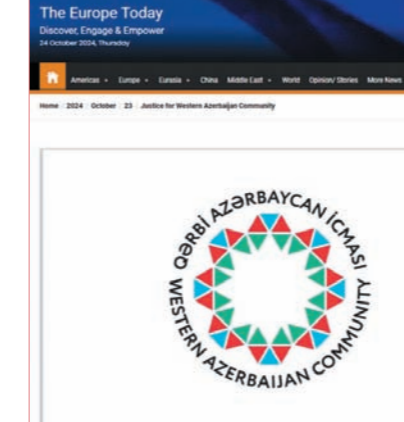 The Europe Today
Discover, Engage & Empower
24 October 2024, Thursday
Americas Europe Eurasia China Middle East World Opinion/ Stories More News
Home 2024 October 23 Justice for Western Azerbaijan Community
QƏRBİ AZƏRBAYCAN İCMASI
WESTERN AZERBAIJAN COMMUNITY